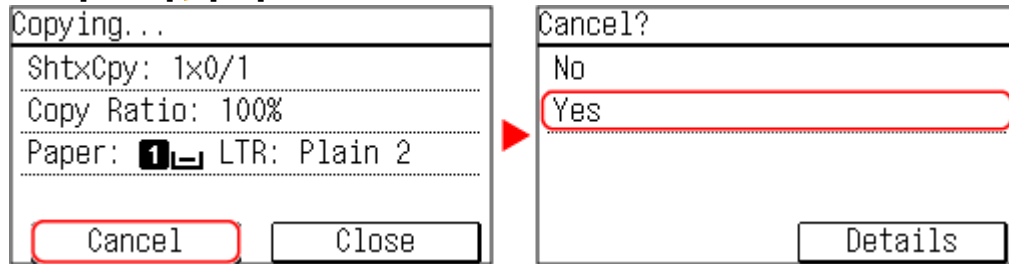 Copying...
ShtxCpy: 1x0/1
Copy Ratio: 100%
Paper: 1 LTR: Plain 2
Cancel
Close
Cancel?
No
Yes
Details